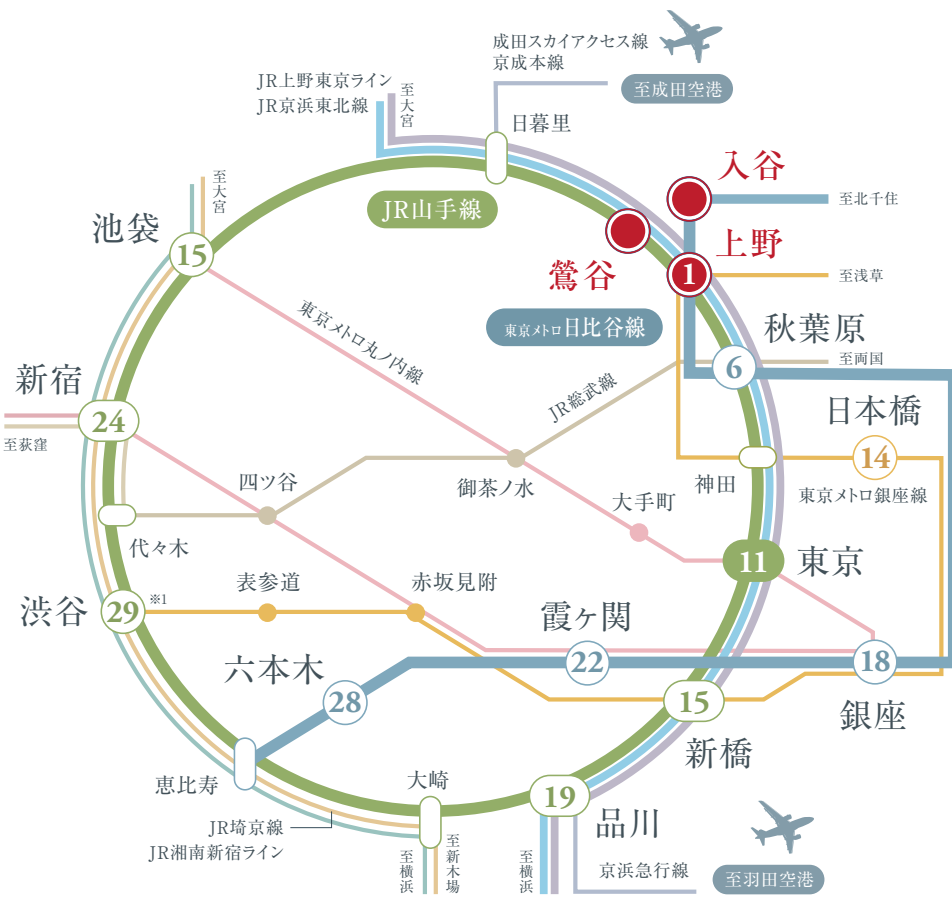 成田スカイアクセス線
京成本線
至成田空港
JR上野東京ライン
JR京浜東北線
至大宮
日暮里
入谷
至北千住
至大宮
JR山手線
池袋
15
上野
1
鶯谷
至浅草
東京メトロ日比谷線
秋葉原
6
至両国
東京メトロ丸ノ内線
JR総武線
新宿
24
至荻窪
日本橋
14
東京メトロ銀座線
神田
四ツ谷
御茶ノ水
大手町
代々木
11
東京
渋谷
29
※1
表参道
赤坂見附
霞ヶ関
22
六本木
28
18
銀座
15
新橋
恵比寿
大崎
19
品川
JR埼京線
JR湘南新宿ライン
至横浜
至新木場
至横浜
京浜急行線
至羽田空港